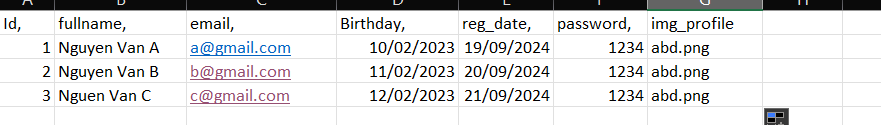 A B C D E F G H
Id, fullname, email, Birthday, reg_date, password, img_profile
1 Nguyen Van A a@gmail.com 10/02/2023 19/09/2024 1234 abd.png
2 Nguyen Van B b@gmail.com 11/02/2023 20/09/2024 1234 abd.png
3 Nguen Van C c@gmail.com 12/02/2023 21/09/2024 1234 abd.png